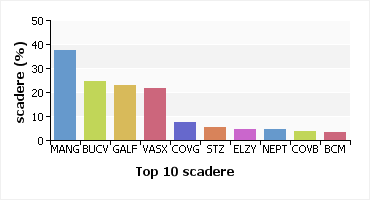 50
40
30
20
10
0
scadere (%)
MANG BUCV GALF VASX COVG STZ ELZY NEPT COVB BCM
Top 10 scadere